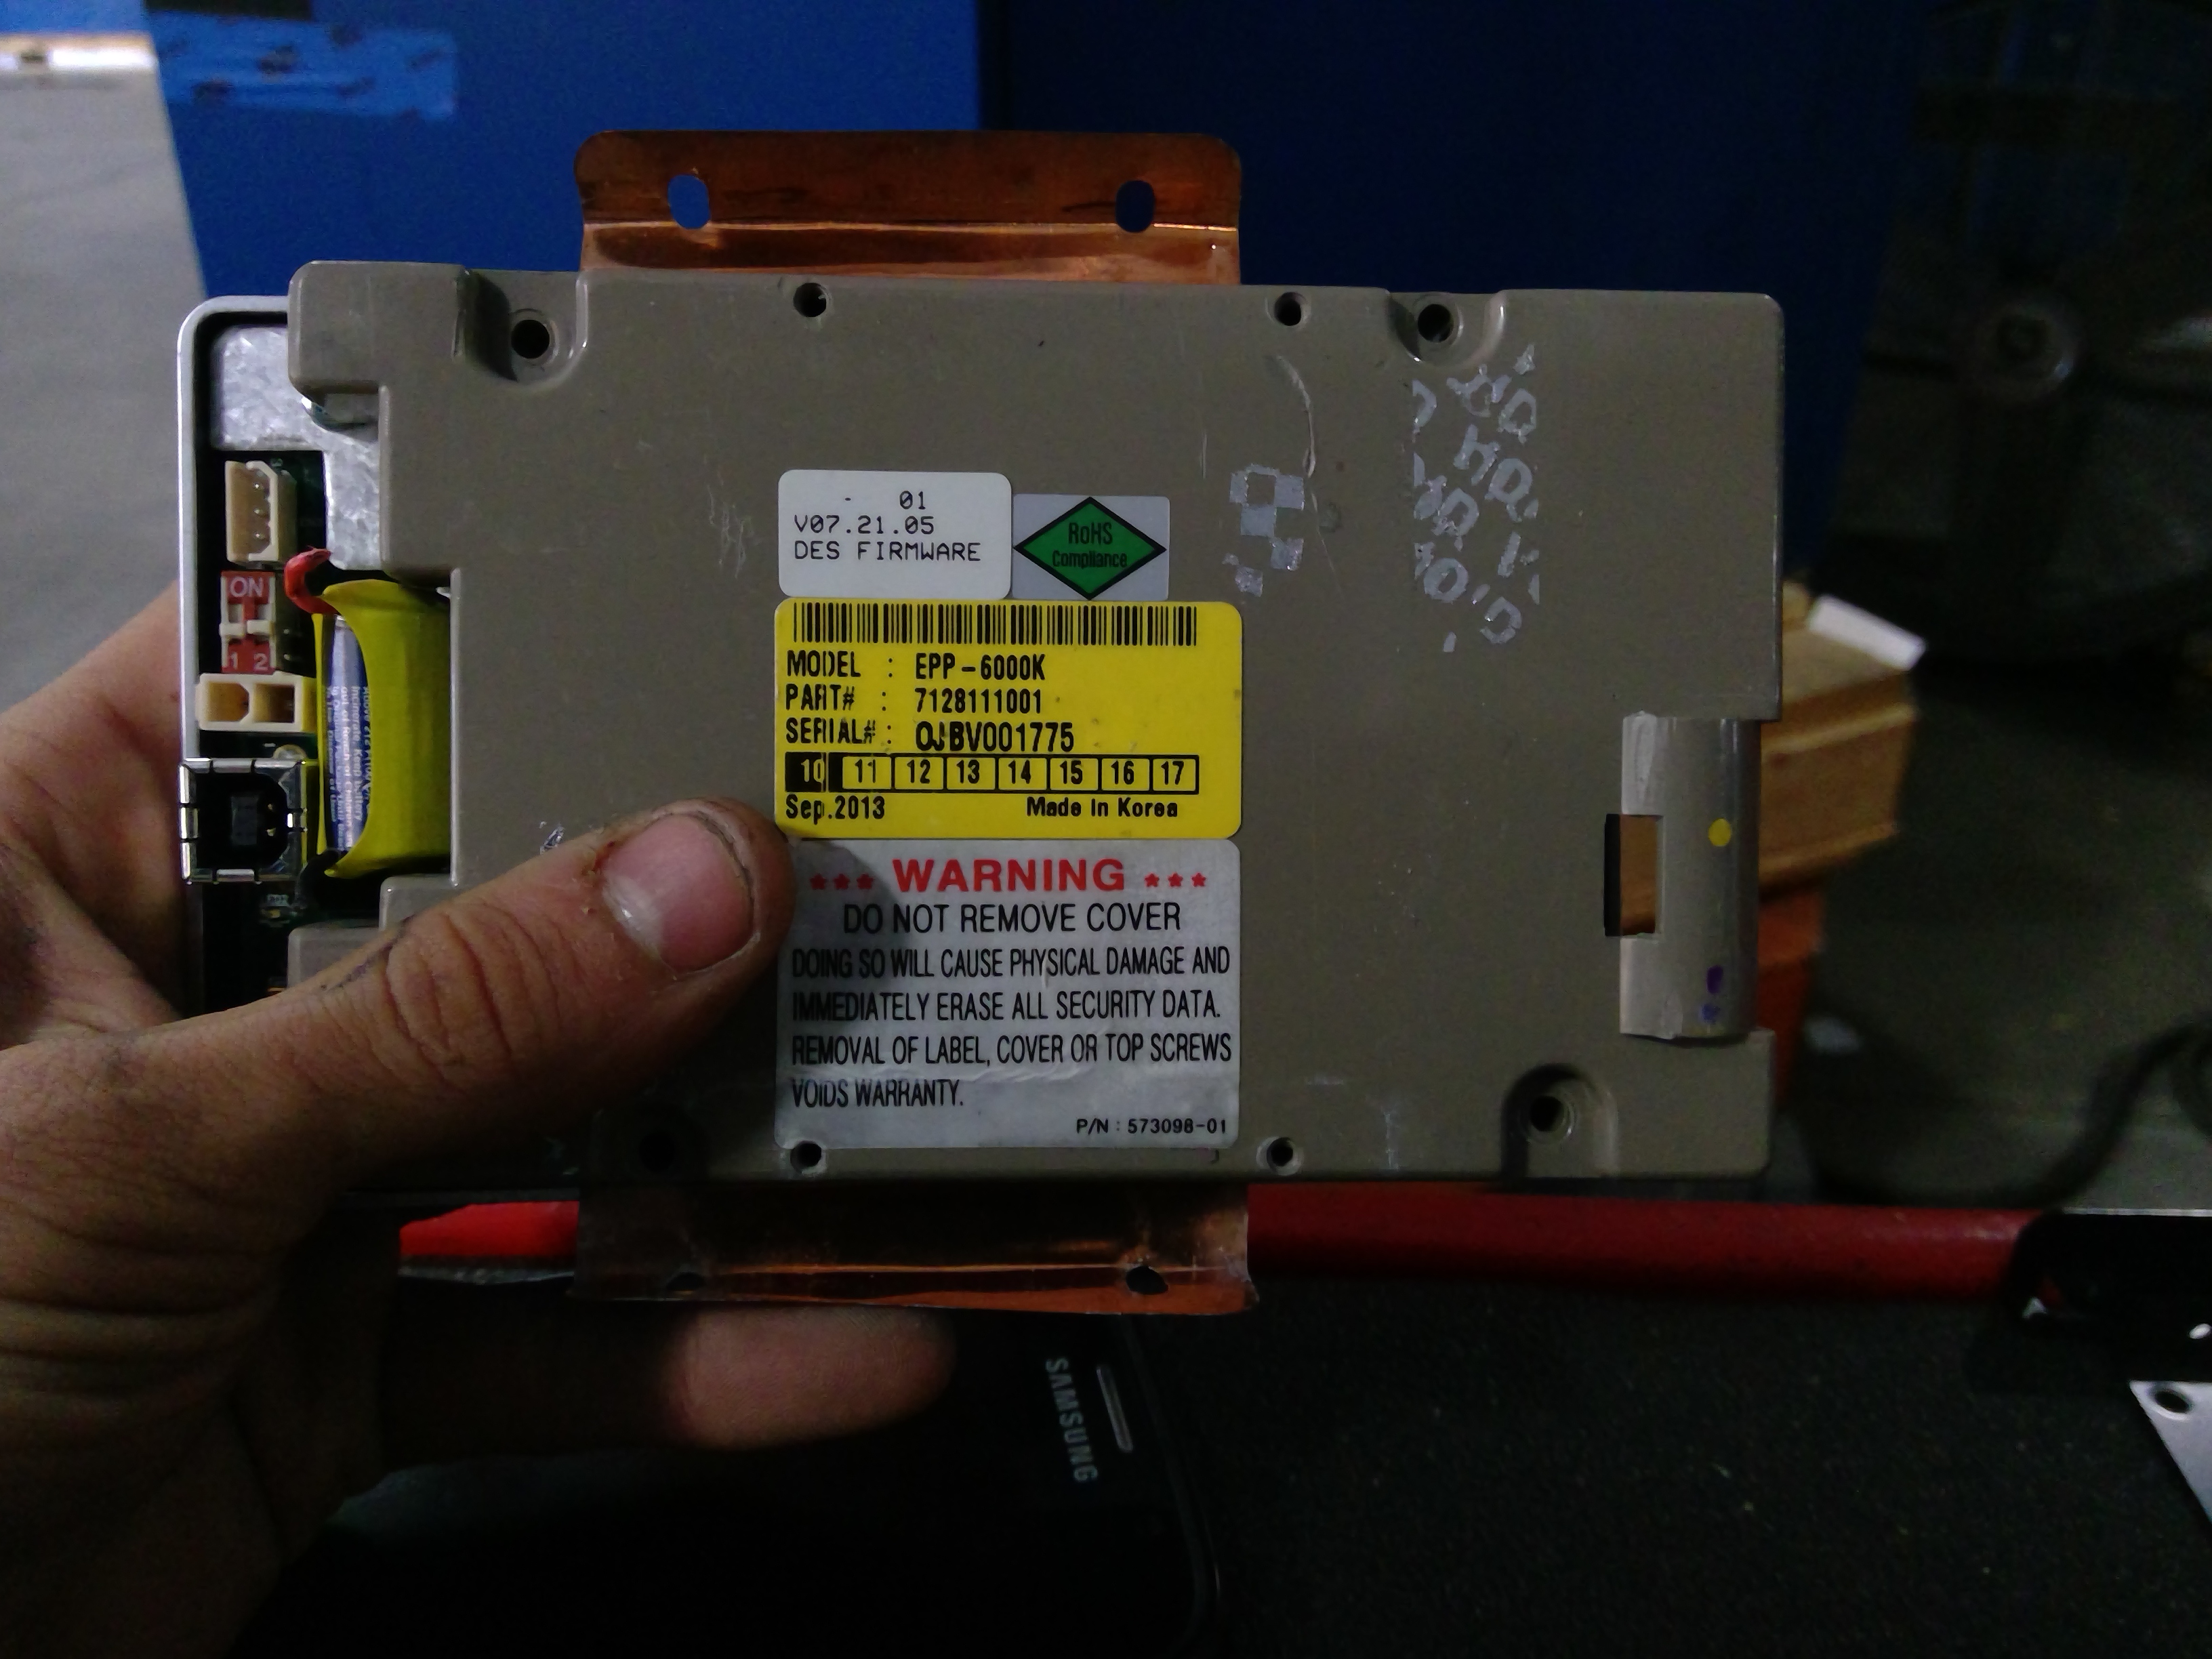 - 01
V07.21.05
DES FIRMWARE
RoHS
Compliance
MODEL : EPP-6000K
PART# : 7128111001
SERIAL# : OJBV001775
10 11 12 13 14 15 16 17
Sep.2013 Made In Korea
*** WARNING ***
DO NOT REMOVE COVER
DOING SO WILL CAUSE PHYSICAL DAMAGE AND
IMMEDIATELY ERASE ALL SECURITY DATA.
REMOVAL OF LABEL, COVER OR TOP SCREWS
VOIDS WARRANTY.
P/N : 573098-01
ON
1 2
SAMSUNG